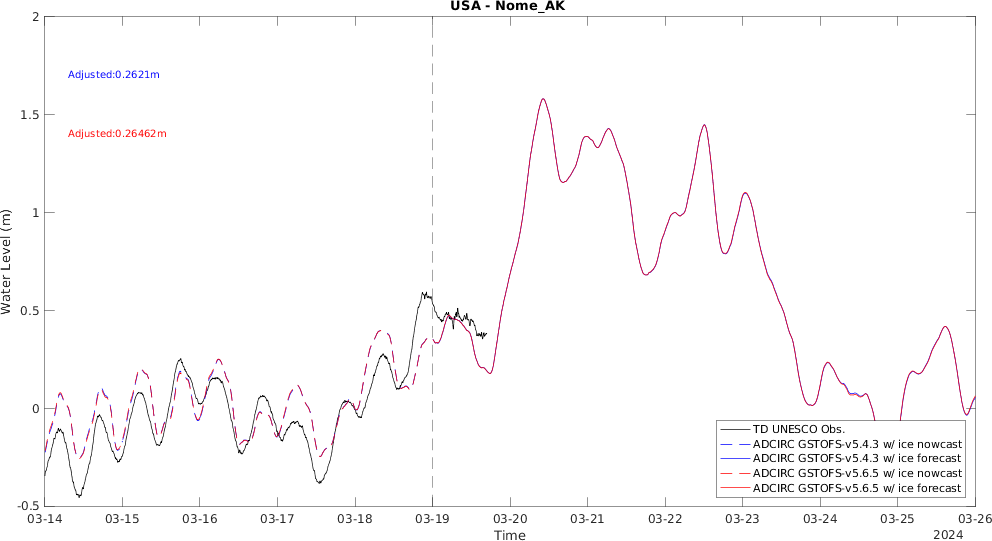 USA - Nome_AK
2
1.5
1
0.5
0
-0.5
Water Level (m)
Adjusted:0.2621m
Adjusted:0.26462m
TD UNESCO Obs.
ADCIRC GSTOFS-v5.4.3 w/ ice nowcast
ADCIRC GSTOFS-v5.4.3 w/ ice forecast
ADCIRC GSTOFS-v5.6.5 w/ ice nowcast
ADCIRC GSTOFS-v5.6.5 w/ ice forecast
03-14 03-15 03-16 03-17 03-18 03-19 03-20 03-21 03-22 03-23 03-24 03-25 03-26
Time
2024